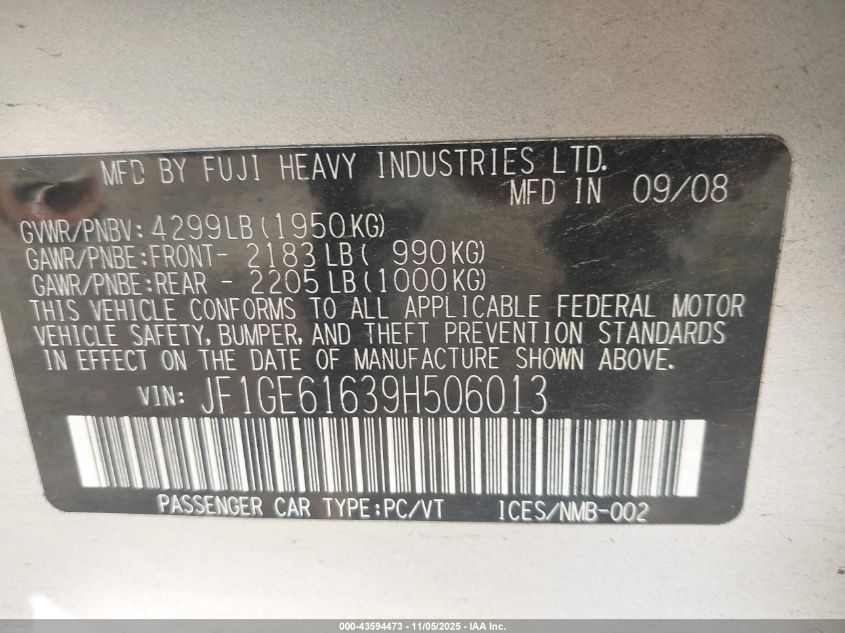 MFD BY FUJI HEAVY INDUSTRIES LTD.
MFD IN 09/08
GVWR/PNBV: 4299LB(1950KG)
GAWR/PNBE:FRONT- 2183LB( 990KG)
GAWR/PNBE:REAR - 2205LB(1000KG)
THIS VEHICLE CONFORMS TO ALL APPLICABLE FEDERAL MOTOR
VEHICLE SAFETY, BUMPER, AND THEFT PREVENTION STANDARDS
IN EFFECT ON THE DATE OF MANUFACTURE SHOWN ABOVE.
VIN: JF1GE61639H506013
PASSENGER CAR TYPE:PC/VT ICES/NMB-002
000-43594473 - 11/05/2025 - IAA Inc.